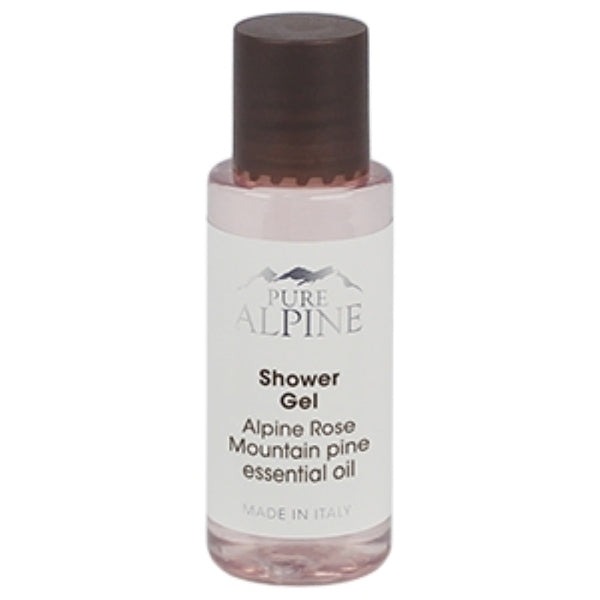 PURE
ALPINE
Shower
Gel
Alpine Rose
Mountain pine
essential oil
MADE IN ITALY